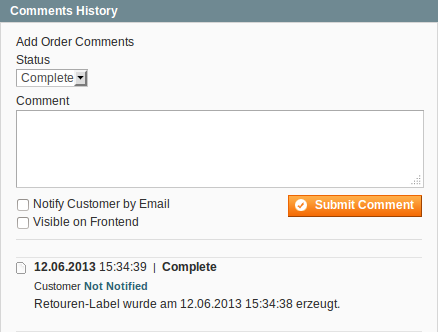 Comments History
Add Order Comments
Status
Complete
Comment
Notify Customer by Email
Submit Comment
Visible on Frontend
12.06.2013 15:34:39 | Complete
Customer Not Notified
Retouren-Label wurde am 12.06.2013 15:34:38 erzeugt.